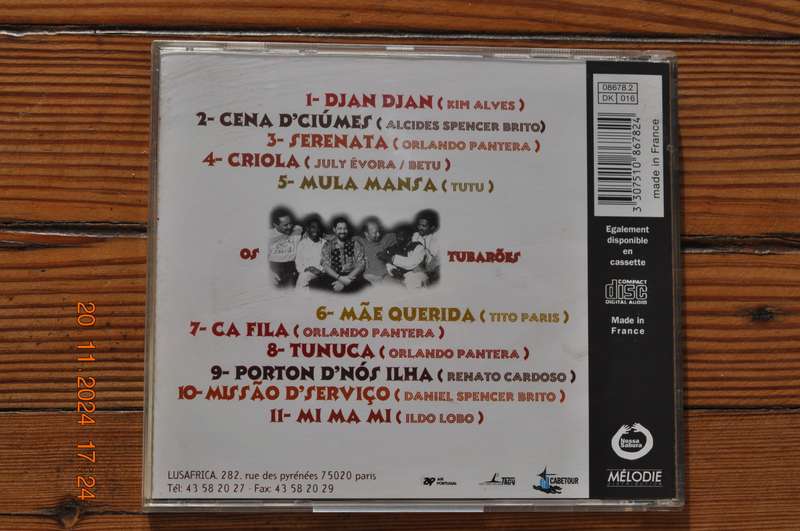 1- DJAN DJAN ( KIM ALVES )
2- CENA D'CIÚMES ( ALCIDES SPENCER BRITO)
3- SERENATA ( ORLANDO PANTERA )
4- CRIOLA ( JULY ÉVORA / BETU )
5- MULA MANSA ( TUTU )
OS TUBARÕES
6- MÃE QUERIDA ( TITO PARIS )
7- CA FILA ( ORLANDO PANTERA )
8- TUNUCA ( ORLANDO PANTERA )
9- PORTON D'NÓS ILHA ( RENATO CARDOSO )
10- MISSÃO D'SERVIÇO ( DANIEL SPENCER BRITO )
11- MI MA MI ( ILDO LOBO )
LUSAFRICA. 282, rue des pyrénées 75020 paris
Tél: 43 58 20 27 - Fax: 43 58 20 29
AIR PORTUGAL
CABETOUR
08678.2
DK 016
3 307510 867824
made in France
Egalement
disponible
en
cassette
COMPACT
disc
DIGITAL AUDIO
Made in
France
Nossa
Sabura
MÉLODIE
DISTRIBUTION
20 11. 2024 17: 24